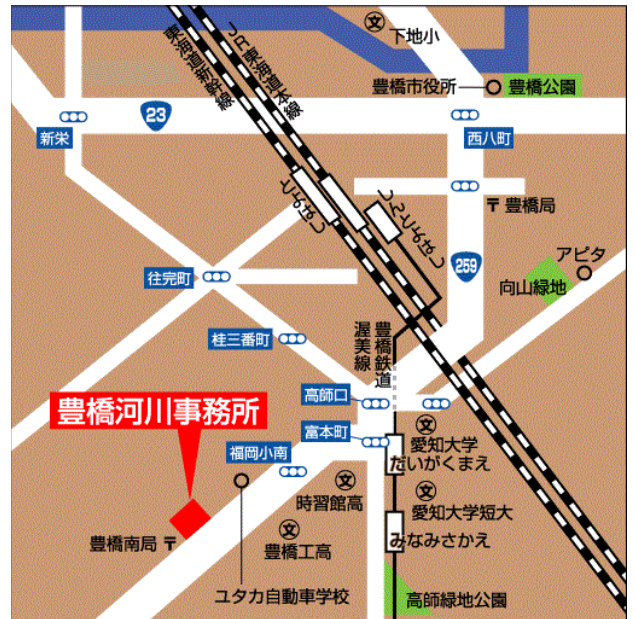 下地小
東海道新幹線
JR東海道本線
豊橋市役所
豊橋公園
23
新栄
西八町
とよはし
しんとよはし
〒豊橋局
259
アピタ
向山緑地
往完町
桂三番町
豊橋鉄道
渥美線
高師口
豊橋河川事務所
富本町
福岡小南
愛知大学
だいがくまえ
時習館高
愛知大学短大
豊橋南局〒
豊橋工高
みなみさかえ
ユタカ自動車学校
高師緑地公園
文
文
文
文
文